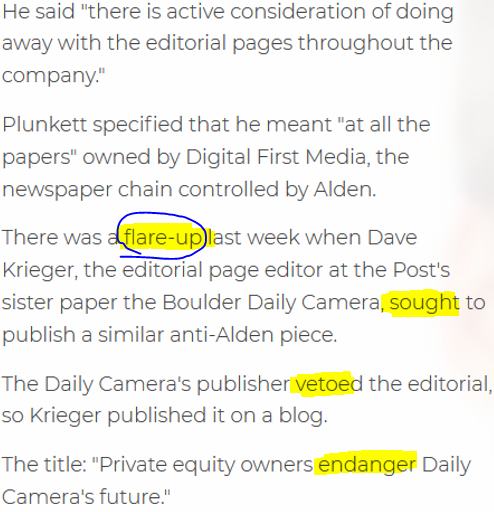 He said "there is active consideration of doing
away with the editorial pages throughout the
company."
Plunkett specified that he meant "at all the
papers" owned by Digital First Media, the
newspaper chain controlled by Alden.
There was a flare-up last week when Dave
Krieger, the editorial page editor at the Post's
sister paper the Boulder Daily Camera, sought to
publish a similar anti-Alden piece.
The Daily Camera's publisher vetoed the editorial,
so Krieger published it on a blog.
The title: "Private equity owners endanger Daily
Camera's future."